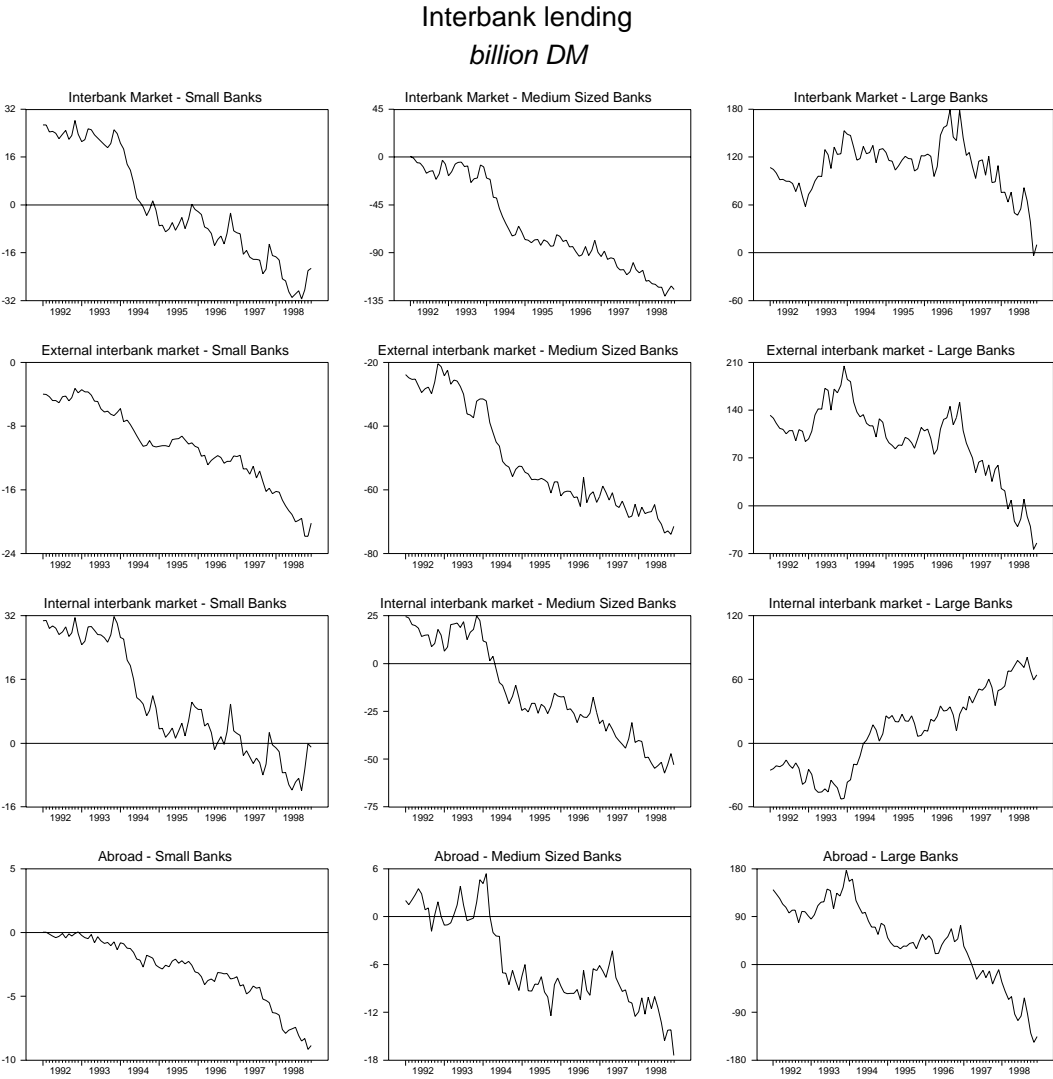 Interbank lending
billion DM
Interbank Market - Small Banks
32
16
0
-16
-32
1992 1993 1994 1995 1996 1997 1998
Interbank Market - Medium Sized Banks
45
0
-45
-90
-135
1992 1993 1994 1995 1996 1997 1998
Interbank Market - Large Banks
180
120
60
0
-60
1992 1993 1994 1995 1996 1997 1998
External interbank market - Small Banks
0
-8
-16
-24
1992 1993 1994 1995 1996 1997 1998
External interbank market - Medium Sized Banks
-20
-40
-60
-80
1992 1993 1994 1995 1996 1997 1998
External interbank market - Large Banks
210
140
70
0
-70
1992 1993 1994 1995 1996 1997 1998
Internal interbank market - Small Banks
32
16
0
-16
1992 1993 1994 1995 1996 1997 1998
Internal interbank market - Medium Sized Banks
25
0
-25
-50
-75
1992 1993 1994 1995 1996 1997 1998
Internal interbank market - Large Banks
120
60
0
-60
1992 1993 1994 1995 1996 1997 1998
Abroad - Small Banks
5
0
-5
-10
1992 1993 1994 1995 1996 1997 1998
Abroad - Medium Sized Banks
6
0
-6
-12
-18
1992 1993 1994 1995 1996 1997 1998
Abroad - Large Banks
180
90
0
-90
-180
1992 1993 1994 1995 1996 1997 1998